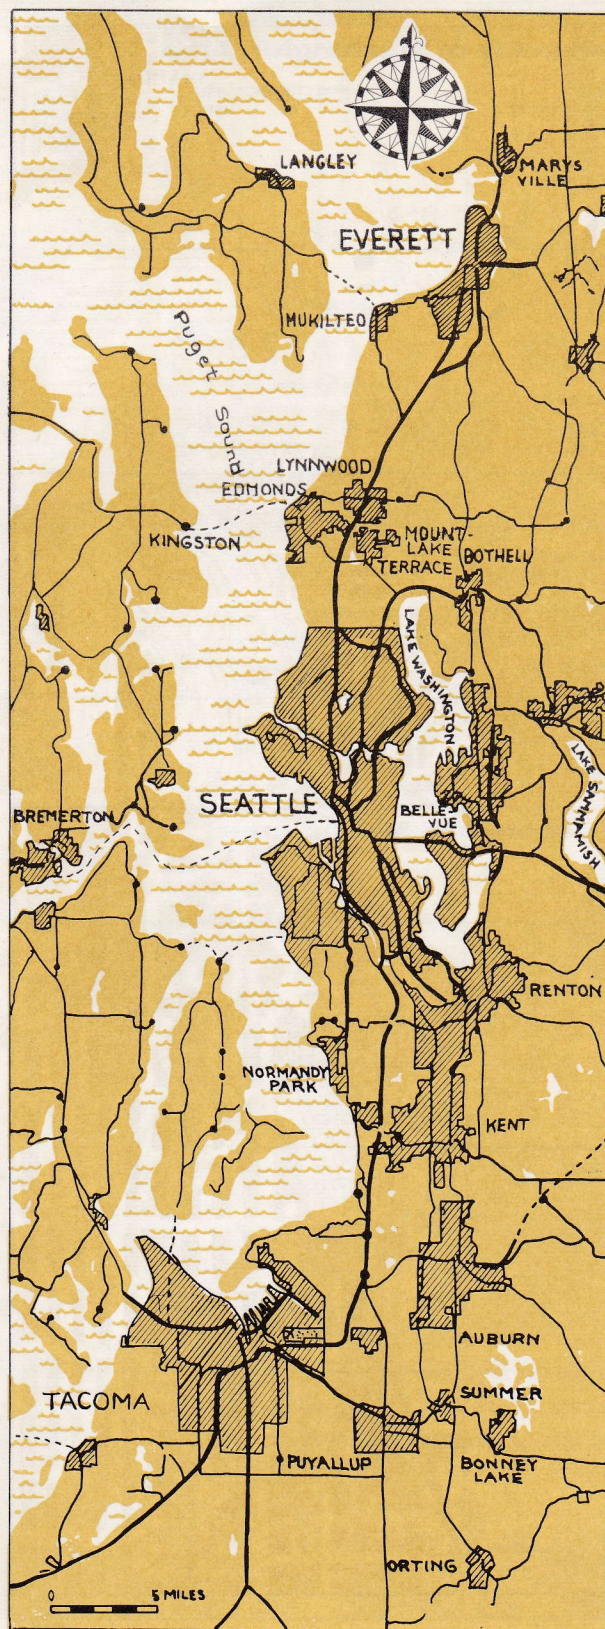 LANGLEY
MARYS
VILLE
EVERETT
MUKILTEO
Puget
Sound
LYNNWOOD
EDMONDS
KINGSTON
MOUNT-
LAKE
TERRACE
BOTHELL
LAKE WASHINGTON
LAKE SAMMAMISH
SEATTLE
BREMERTON
BELLE-
VUE
RENTON
NORMANDY
PARK
KENT
AUBURN
TACOMA
SUMMER
PUYALLUP
BONNEY
LAKE
ORTING
0 5 MILES